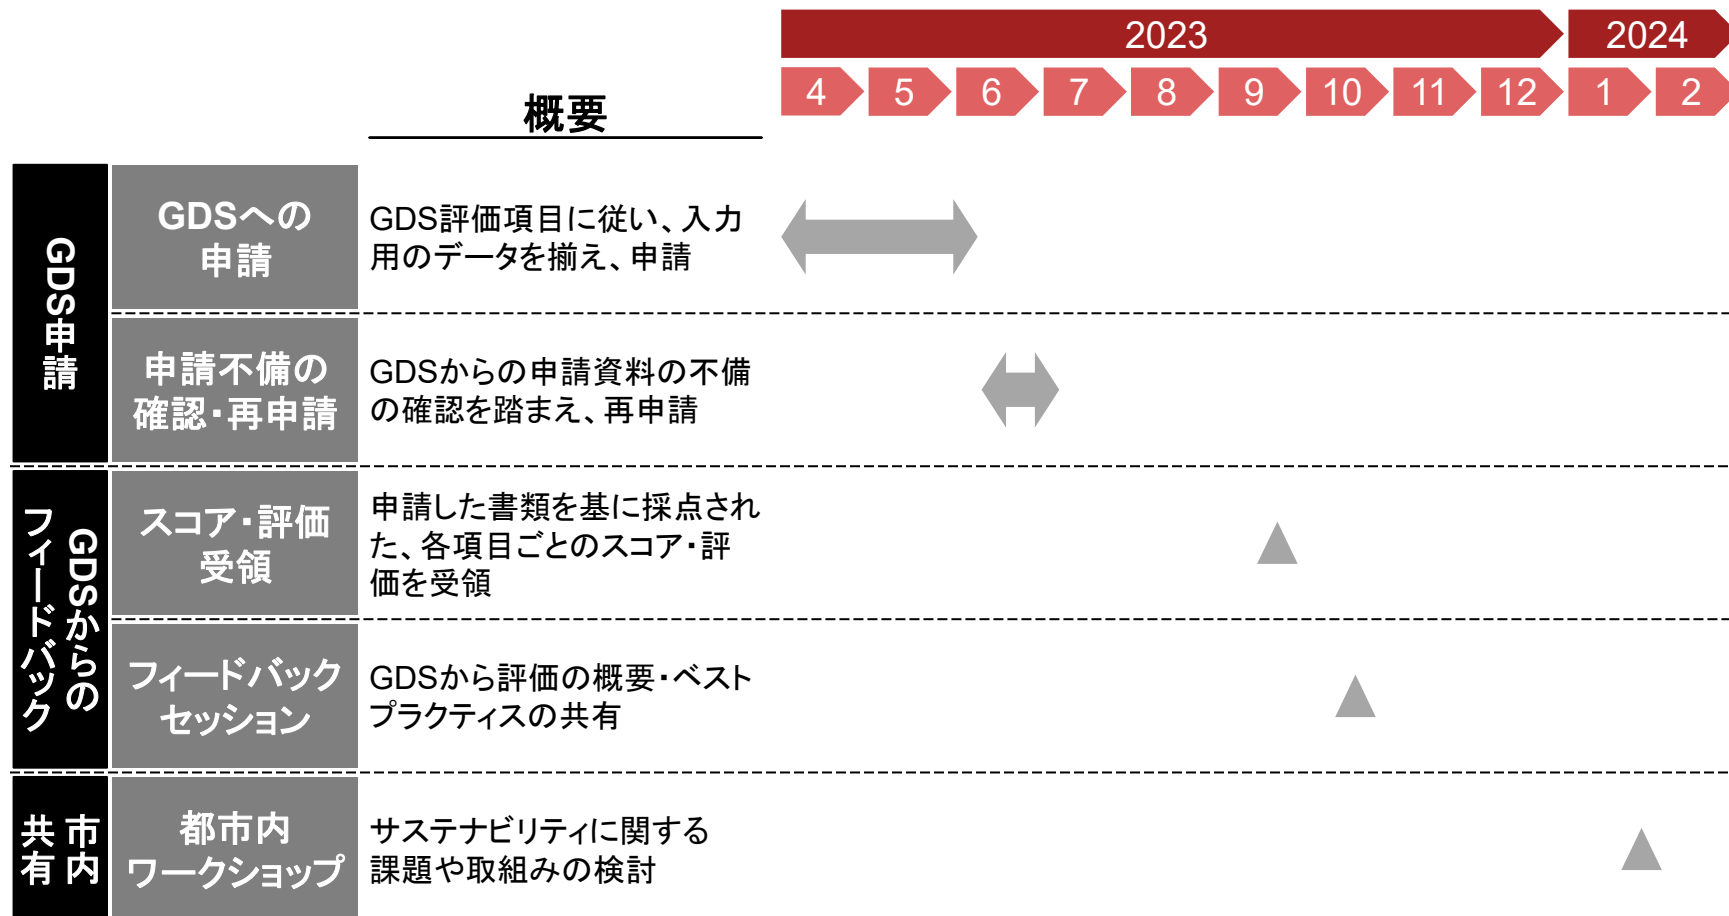 2023
2024
4
5
6
7
8
9
10
11
12
1
2
概要
GDS申請
GDSへの
申請
GDS評価項目に従い、入力
用のデータを揃え、申請
申請不備の
確認・再申請
GDSからの申請資料の不備
の確認を踏まえ、再申請
GDSからの
フィードバック
スコア・評価
受領
申請した書類を基に採点され
た、各項目ごとのスコア・評
価を受領
フィードバック
セッション
GDSから評価の概要・ベスト
プラクティスの共有
市内
共有
都市内
ワークショップ
サステナビリティに関する
課題や取組みの検討